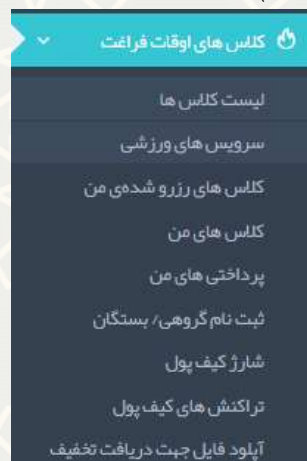 کلاس های اوقات فراغت
لیست کلاس ها
سرویس های ورزشی
کلاس های رزرو شده‌ی من
کلاس های من
پرداختی های من
ثبت نام گروهی/ بستگان
شارژ کیف پول
تراکنش های کیف پول
آپلود فایل جهت دریافت تخفیف